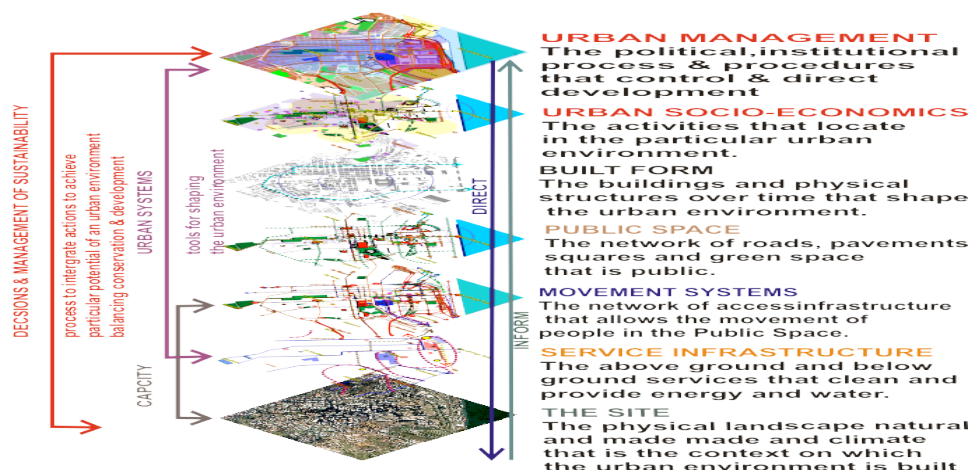 DECSIONS & MANAGEMENT OF SUSTAINABILITY
process to intergrate actions to achieve
particular potential of an urban environment
balancing conservation & development
URBAN SYSTEMS
tools for shaping
the urban environment
CAPCITY
DIRECT
INFORM
URBAN MANAGEMENT
The political,institutional
process & procedures
that control & direct
development
URBAN SOCIO-ECONOMICS
The activities that locate
in the particular urban
environment.
BUILT FORM
The buildings and physical
structures over time that shape
the urban environment.
PUBLIC SPACE
The network of roads, pavements
squares and green space
that is public.
MOVEMENT SYSTEMS
The network of accessinfrastructure
that allows the movement of
people in the Public Space.
SERVICE INFRASTRUCTURE
The above ground and below
ground services that clean and
provide energy and water.
THE SITE
The physical landscape natural
and made made and climate
that is the context on which
the urban environment is built